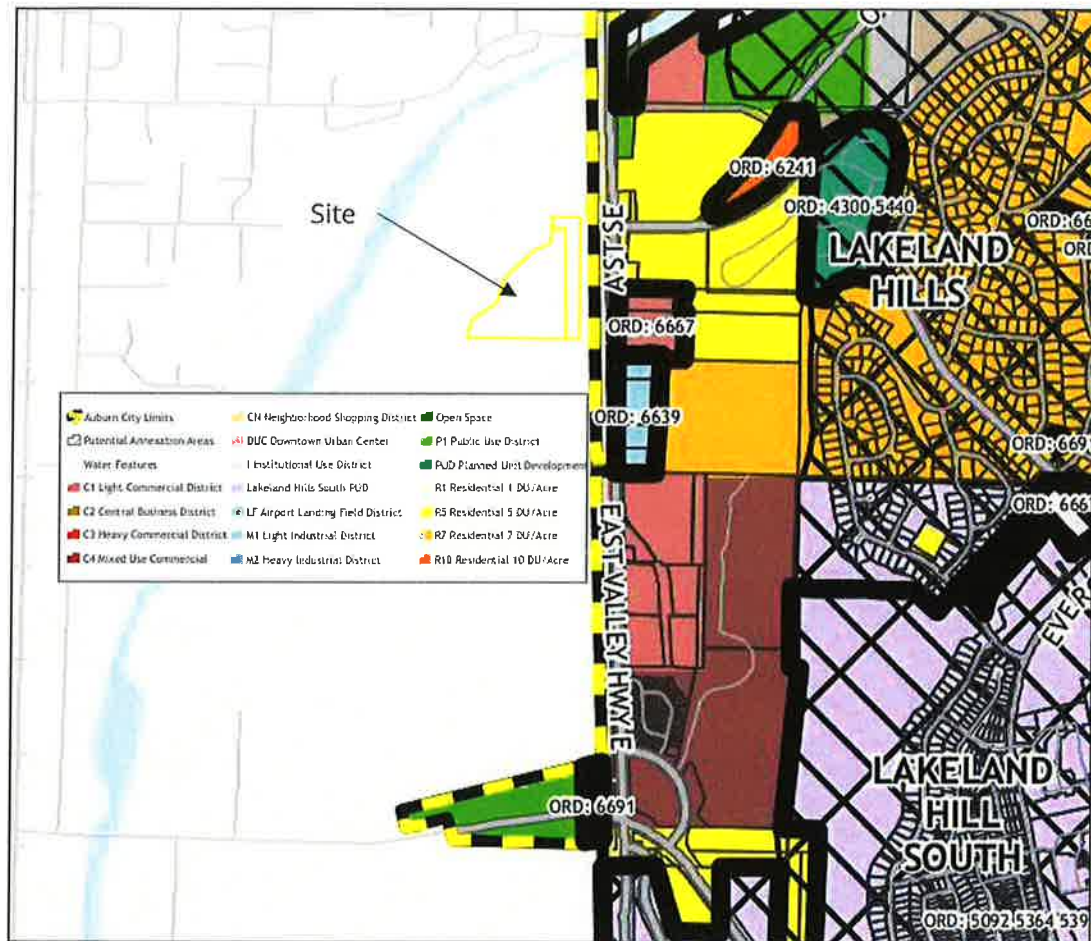 ORD: 6241
Site
A ST SE
ORD: 4300 5440
LAKELAND
HILLS
ORD: 6667
ORD: 6639
Auburn City Limits
Potential Annexation Areas
Water Features
C1 Light Commercial District
C2 Central Business District
C3 Heavy Commercial District
C4 Mixed Use Commercial
CN Neighborhood Shopping District
DUC Downtown Urban Center
I Institutional Use District
Lakeland Hills South PUD
LF Airport Landing Field District
M1 Light Industrial District
M2 Heavy Industrial District
Open Space
P1 Public Use District
PUD Planned Unit Development
R1 Residential 1 DU/Acre
R5 Residential 5 DU/Acre
R7 Residential 7 DU/Acre
R10 Residential 10 DU/Acre
ORD: 669
ORD: 666
EAST VALLEY HWY E
EVER
ORD: 6691
LAKELAND
HILL
SOUTH
ORD: 5092 5364 539